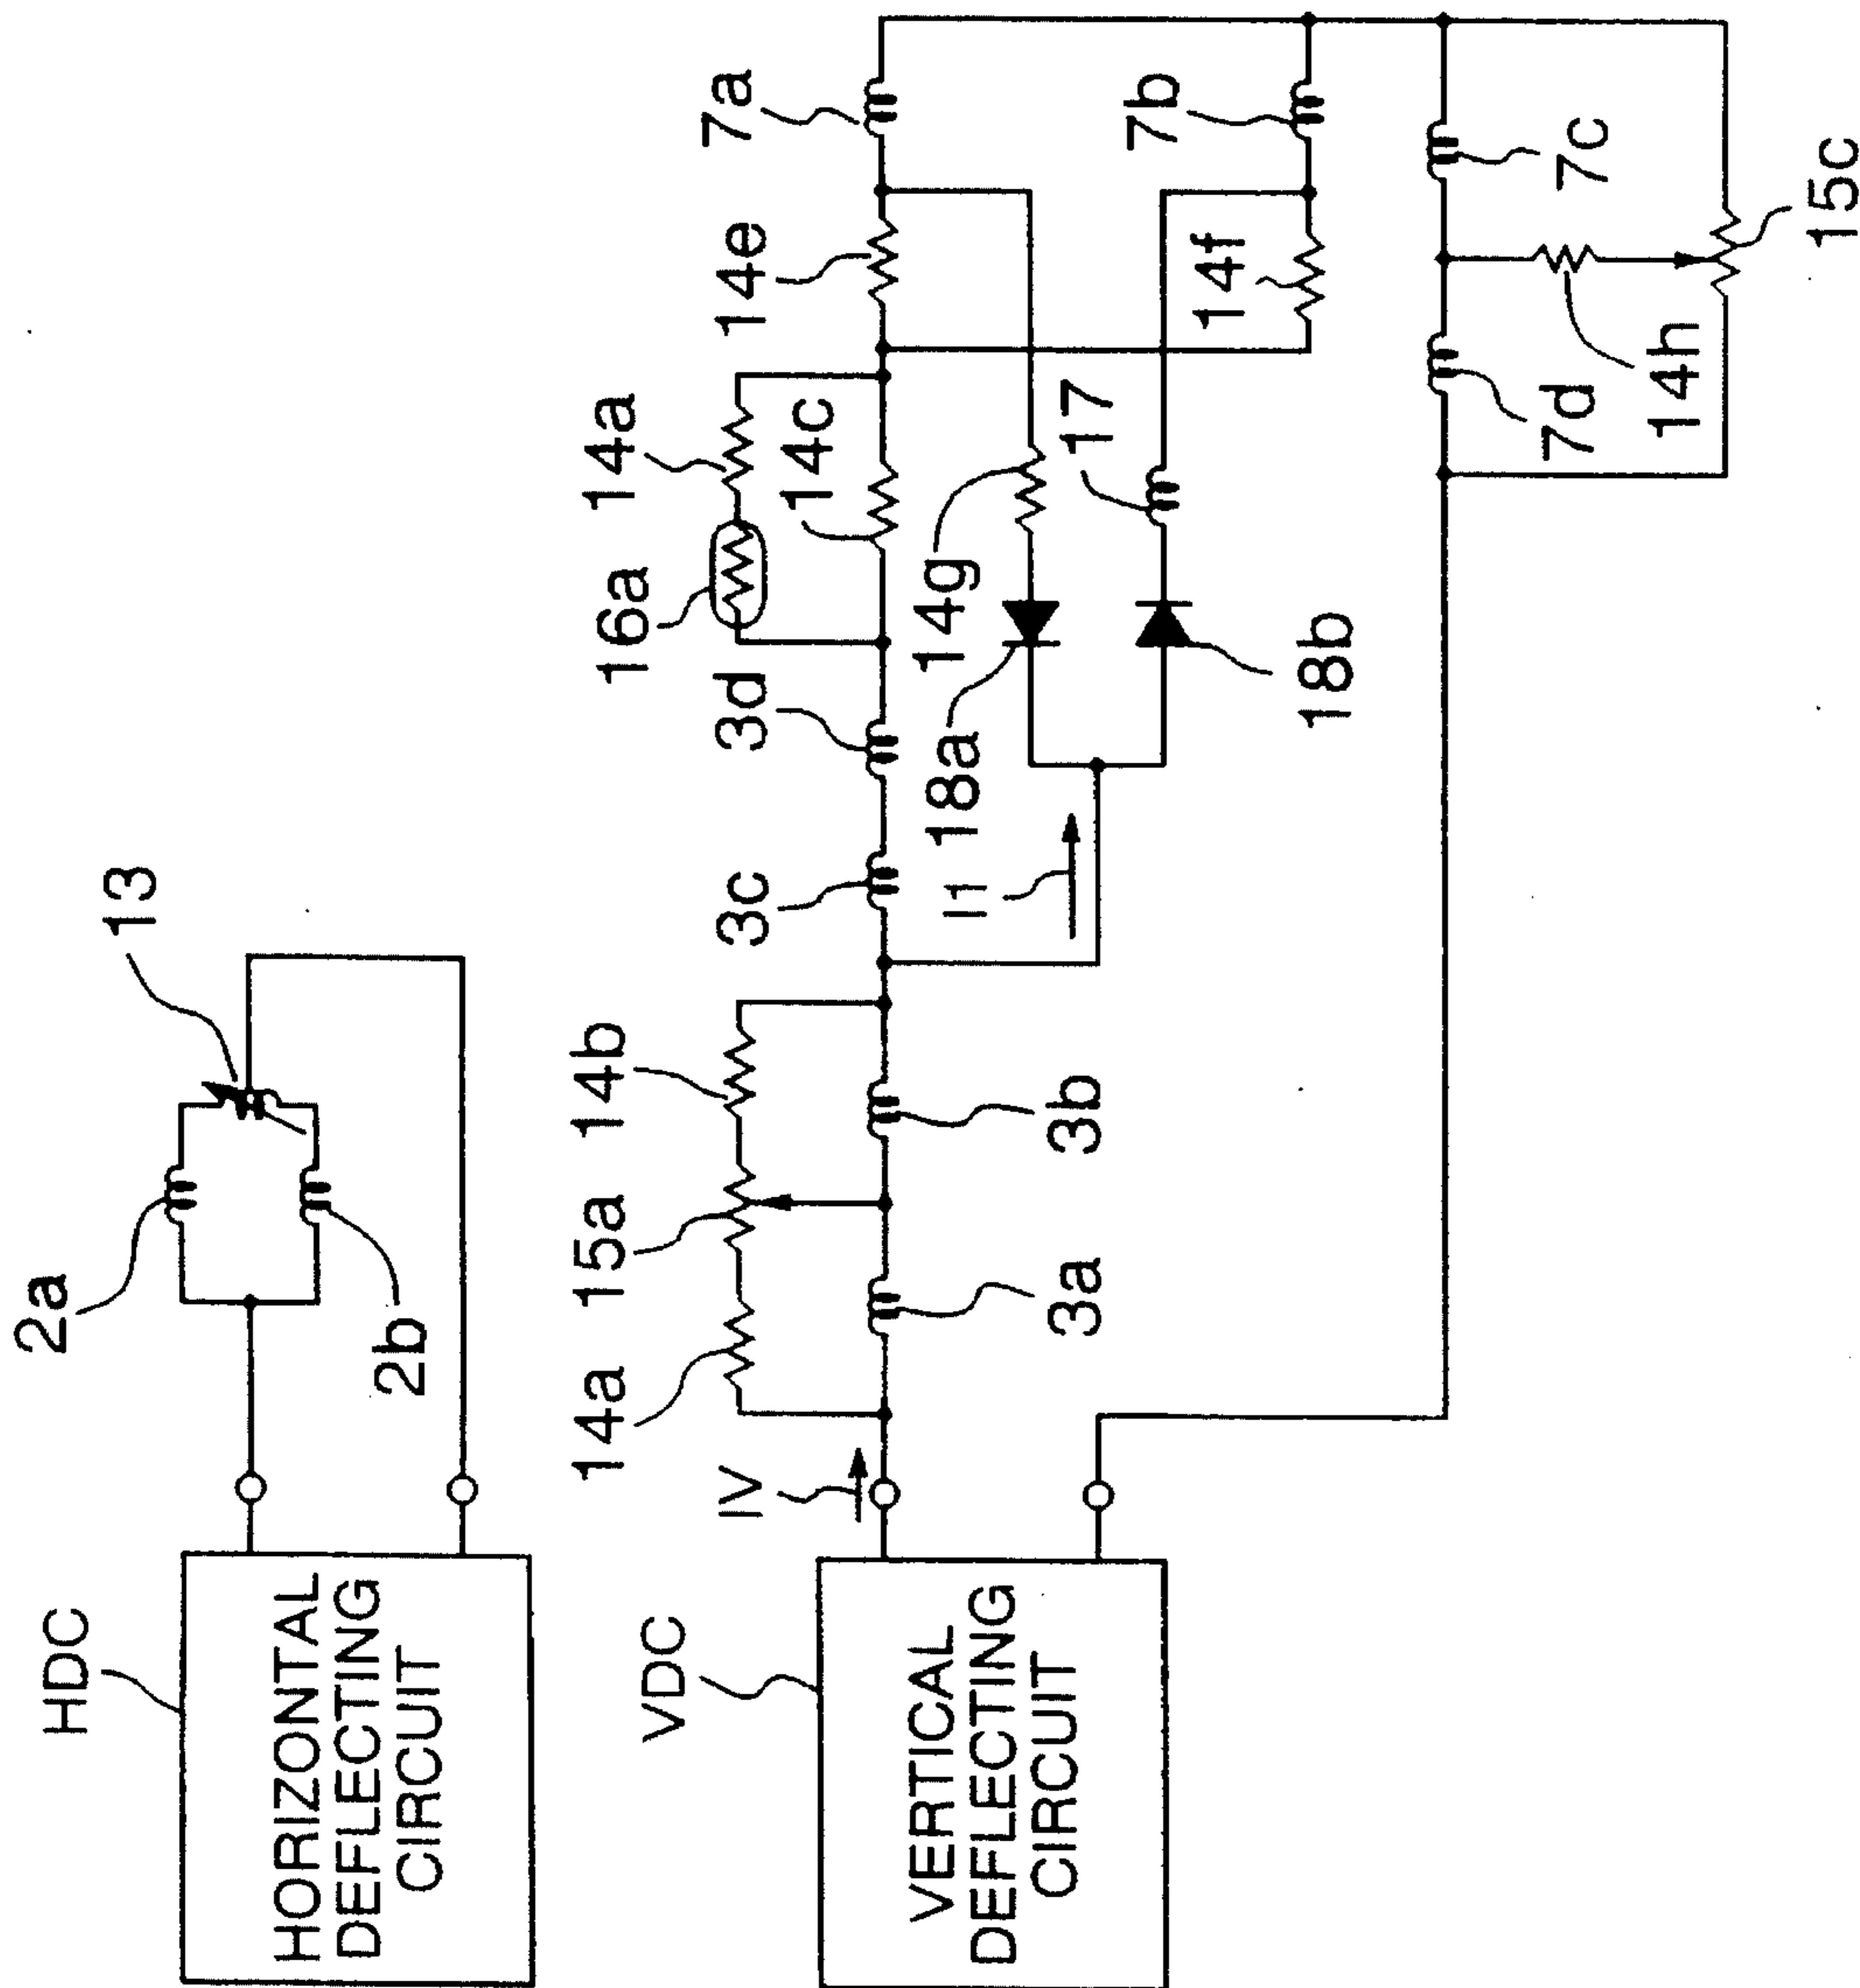 HDC
HORIZONTAL
DEFLECTING
CIRCUIT
2a
2b
13
VDC
VERTICAL
DEFLECTING
CIRCUIT
IV
14a
15a
14b
3a
3b
3c
3d
16a
14a
14c
14e
7a
I1
18a
14g
18b
17
14f
7b
7d
14h
7c
15c